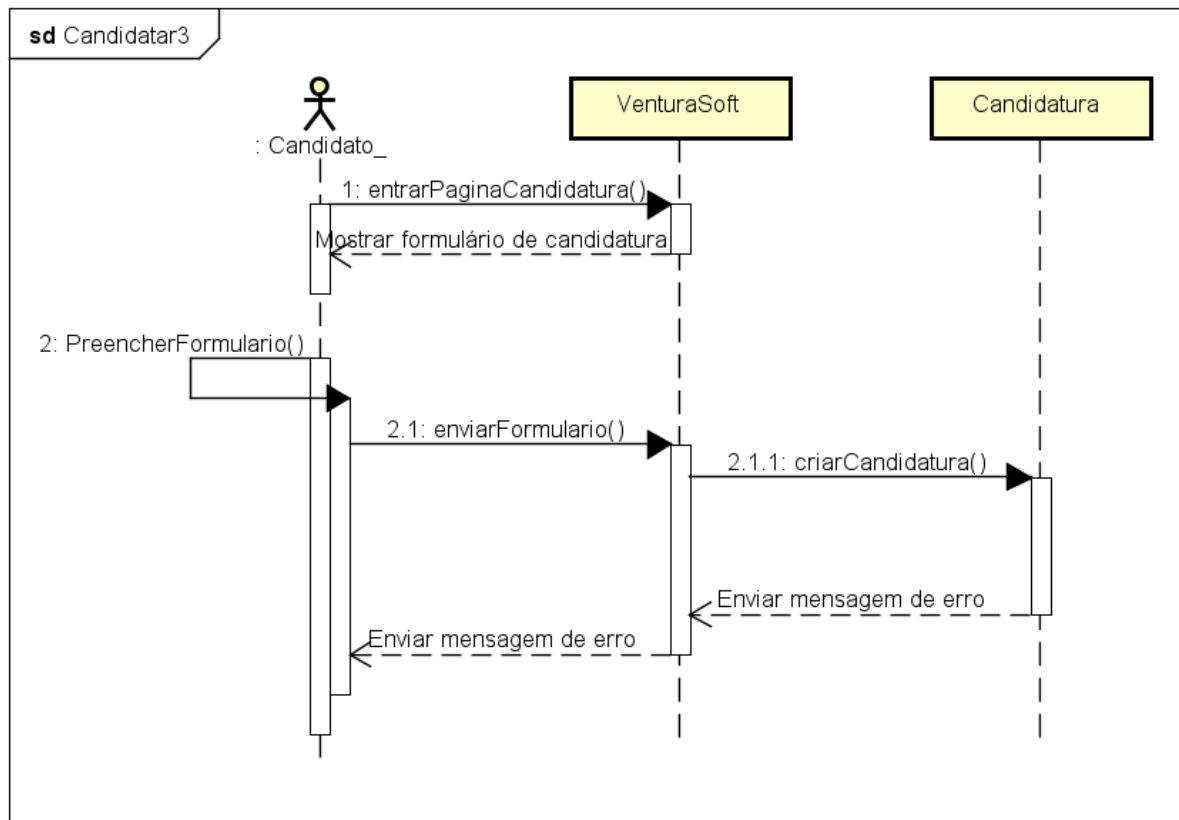 sd Candidatar3
VenturaSoft
Candidatura
: Candidato_
1: entrarPaginaCandidatura()
Mostrar formulário de candidatura
2: PreencherFormulario()
2.1: enviarFormulario()
2.1.1: criarCandidatura()
Enviar mensagem de erro
Enviar mensagem de erro